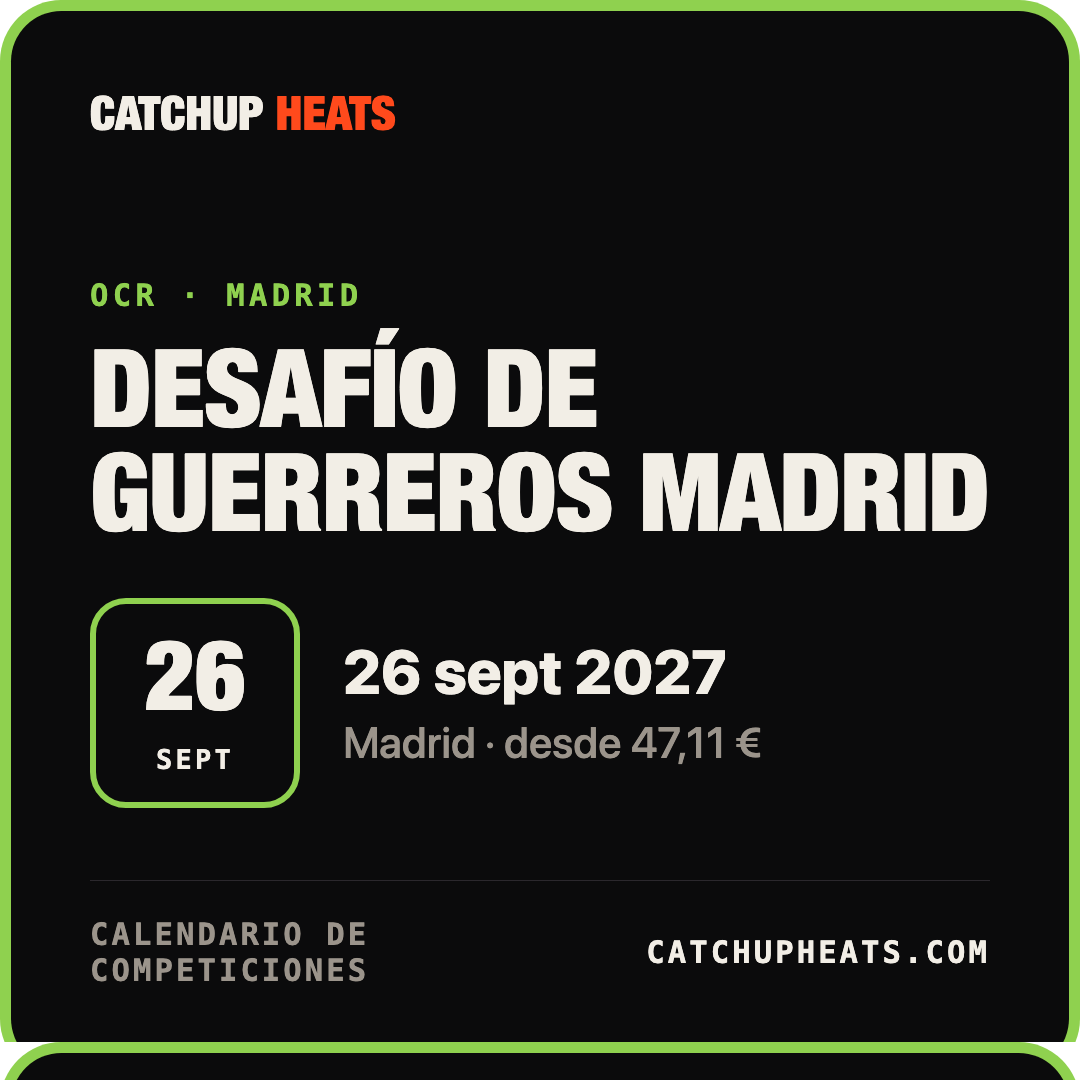 CATCHUP HEATS
OCR · MADRID
DESAFÍO DE
GUERREROS MADRID
26
SEPT
26 sept 2027
Madrid · desde 47,11 €
CALENDARIO DE
COMPETICIONES
CATCHUPHEATS.COM